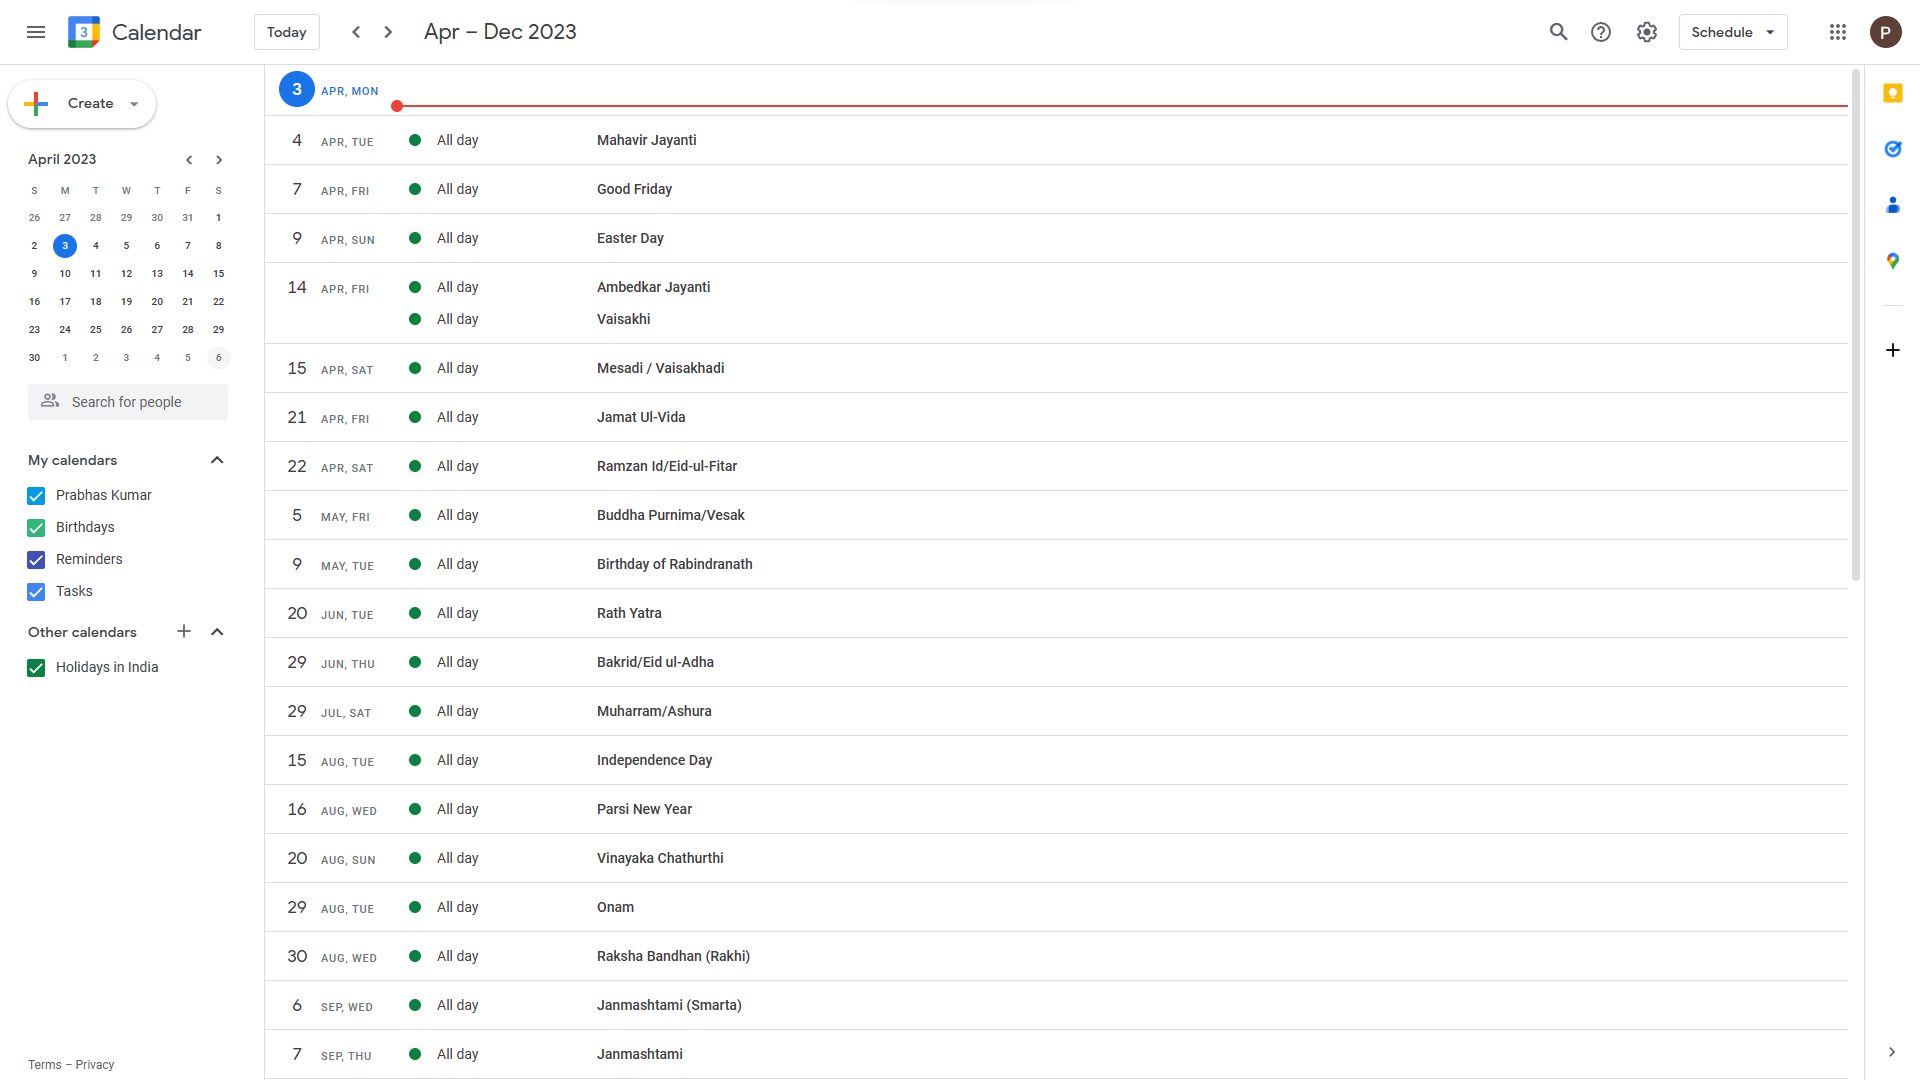 3 Calendar Today Apr – Dec 2023 Schedule P
Create
April 2023
S M T W T F S
26 27 28 29 30 31 1
2 3 4 5 6 7 8
9 10 11 12 13 14 15
16 17 18 19 20 21 22
23 24 25 26 27 28 29
30 1 2 3 4 5 6
Search for people
My calendars
Prabhas Kumar
Birthdays
Reminders
Tasks
Other calendars
Holidays in India
Terms – Privacy
3 APR, MON
4 APR, TUE All day Mahavir Jayanti
7 APR, FRI All day Good Friday
9 APR, SUN All day Easter Day
14 APR, FRI All day Ambedkar Jayanti
All day Vaisakhi
15 APR, SAT All day Mesadi / Vaisakhadi
21 APR, FRI All day Jamat Ul-Vida
22 APR, SAT All day Ramzan Id/Eid-ul-Fitar
5 MAY, FRI All day Buddha Purnima/Vesak
9 MAY, TUE All day Birthday of Rabindranath
20 JUN, TUE All day Rath Yatra
29 JUN, THU All day Bakrid/Eid ul-Adha
29 JUL, SAT All day Muharram/Ashura
15 AUG, TUE All day Independence Day
16 AUG, WED All day Parsi New Year
20 AUG, SUN All day Vinayaka Chathurthi
29 AUG, TUE All day Onam
30 AUG, WED All day Raksha Bandhan (Rakhi)
6 SEP, WED All day Janmashtami (Smarta)
7 SEP, THU All day Janmashtami